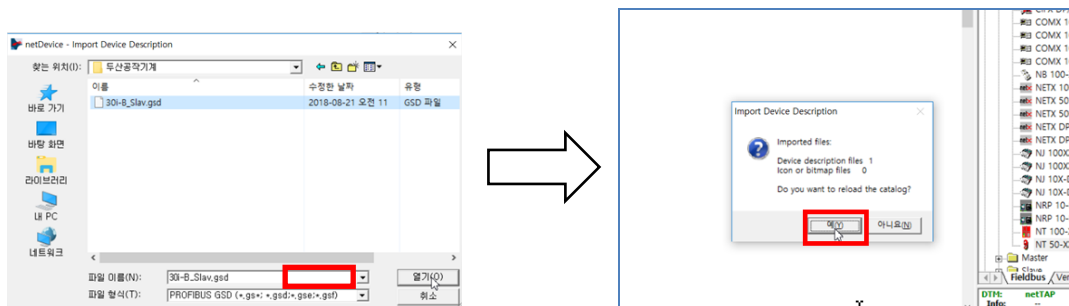 netDevice - Import Device Description
찾는 위치(I):
두산공작기계
이름
수정한 날짜
유형
30i-B_Slav.gsd
2018-08-21 오전 11
GSD 파일
바로 가기
바탕 화면
라이브러리
내 PC
네트워크
파일 이름(N):
30i-B_Slav.gsd
열기(O)
파일 형식(T):
PROFIBUS GSD (*.gs*; *.gsd;*.gse;*.gsf)
취소
Import Device Description
Imported files:
Device description files 1
Icon or bitmap files 0
Do you want to reload the catalog?
예(Y)
아니요(N)
COMX 1
COMX 1
COMX 1
COMX 1
NB 100-
NETX 10
NETX 50
NETX 50
NETX DP
NETX DP
NJ 100X
NJ 100X
NJ 10X-D
NJ 10X-D
NRP 10-
NRP 10-
NT 100-
NT 50-X
Master
Slave
Fieldbus
Ver
DTM: netTAP
Info: --